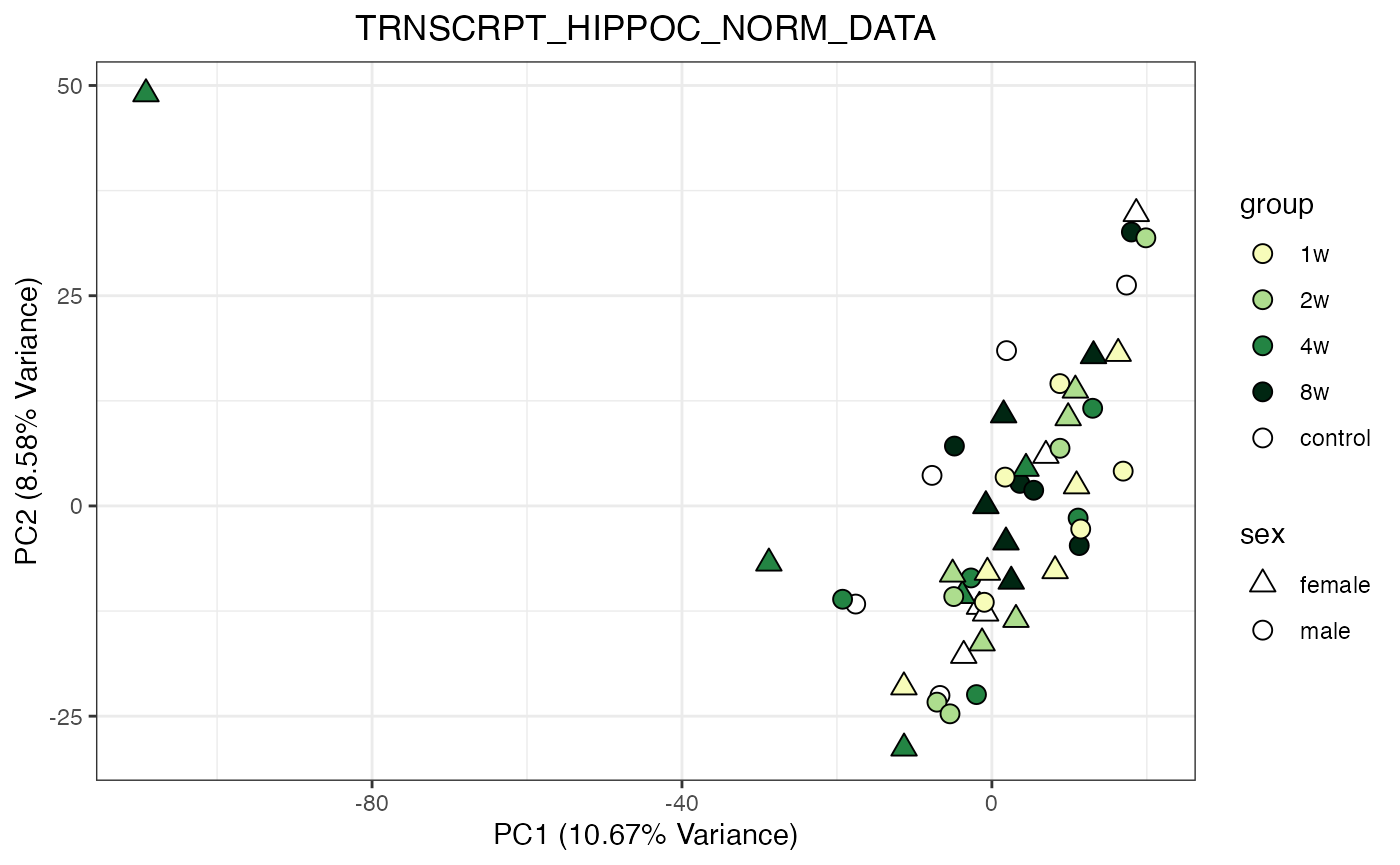 TRNSCRPT_HIPPOC_NORM_DATA
50
25
0
-25
PC2 (8.58% Variance)
-80
-40
0
PC1 (10.67% Variance)
group
1w
2w
4w
8w
control
sex
female
male